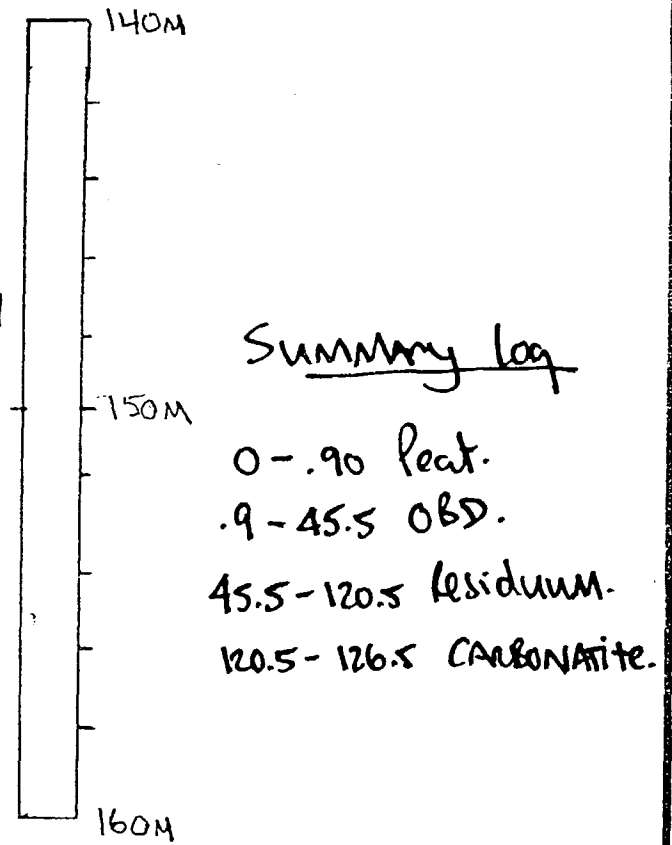 140M
Summary log
150M
0 - .90 Peat.
.9 - 45.5 OBD.
45.5 - 120.5 Residuum.
120.5 - 126.5 CARBONATite.
160M